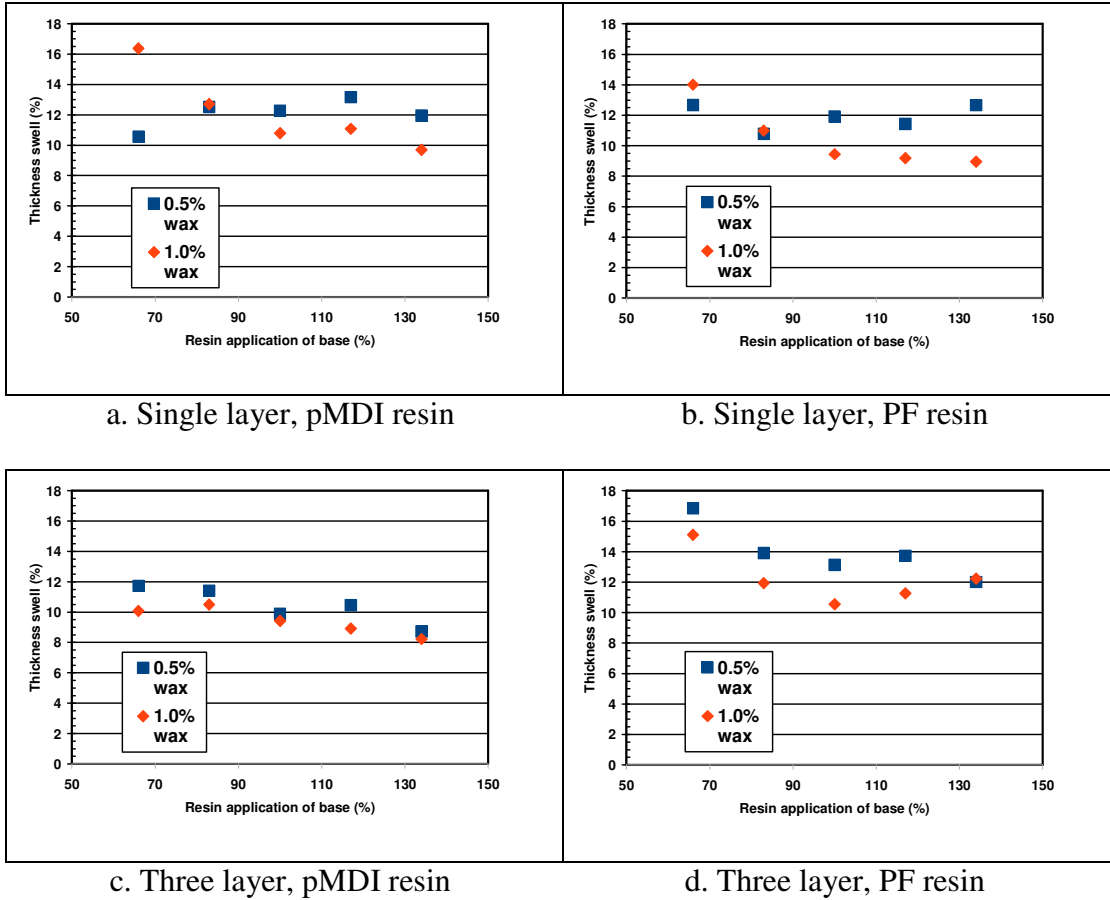 18
16
14
12
10
8
6
4
2
0
Thickness swell (%)
0.5%
wax
1.0%
wax
50 70 90 110 130 150
Resin application of base (%)
a. Single layer, pMDI resin
18
16
14
12
10
8
6
4
2
0
Thickness swell (%)
0.5%
wax
1.0%
wax
50 70 90 110 130 150
Resin application of base (%)
b. Single layer, PF resin
18
16
14
12
10
8
6
4
2
0
Thickness swell (%)
0.5%
wax
1.0%
wax
50 70 90 110 130 150
Resin application of base (%)
c. Three layer, pMDI resin
18
16
14
12
10
8
6
4
2
0
Thickness swell (%)
0.5%
wax
1.0%
wax
50 70 90 110 130 150
Resin application of base (%)
d. Three layer, PF resin